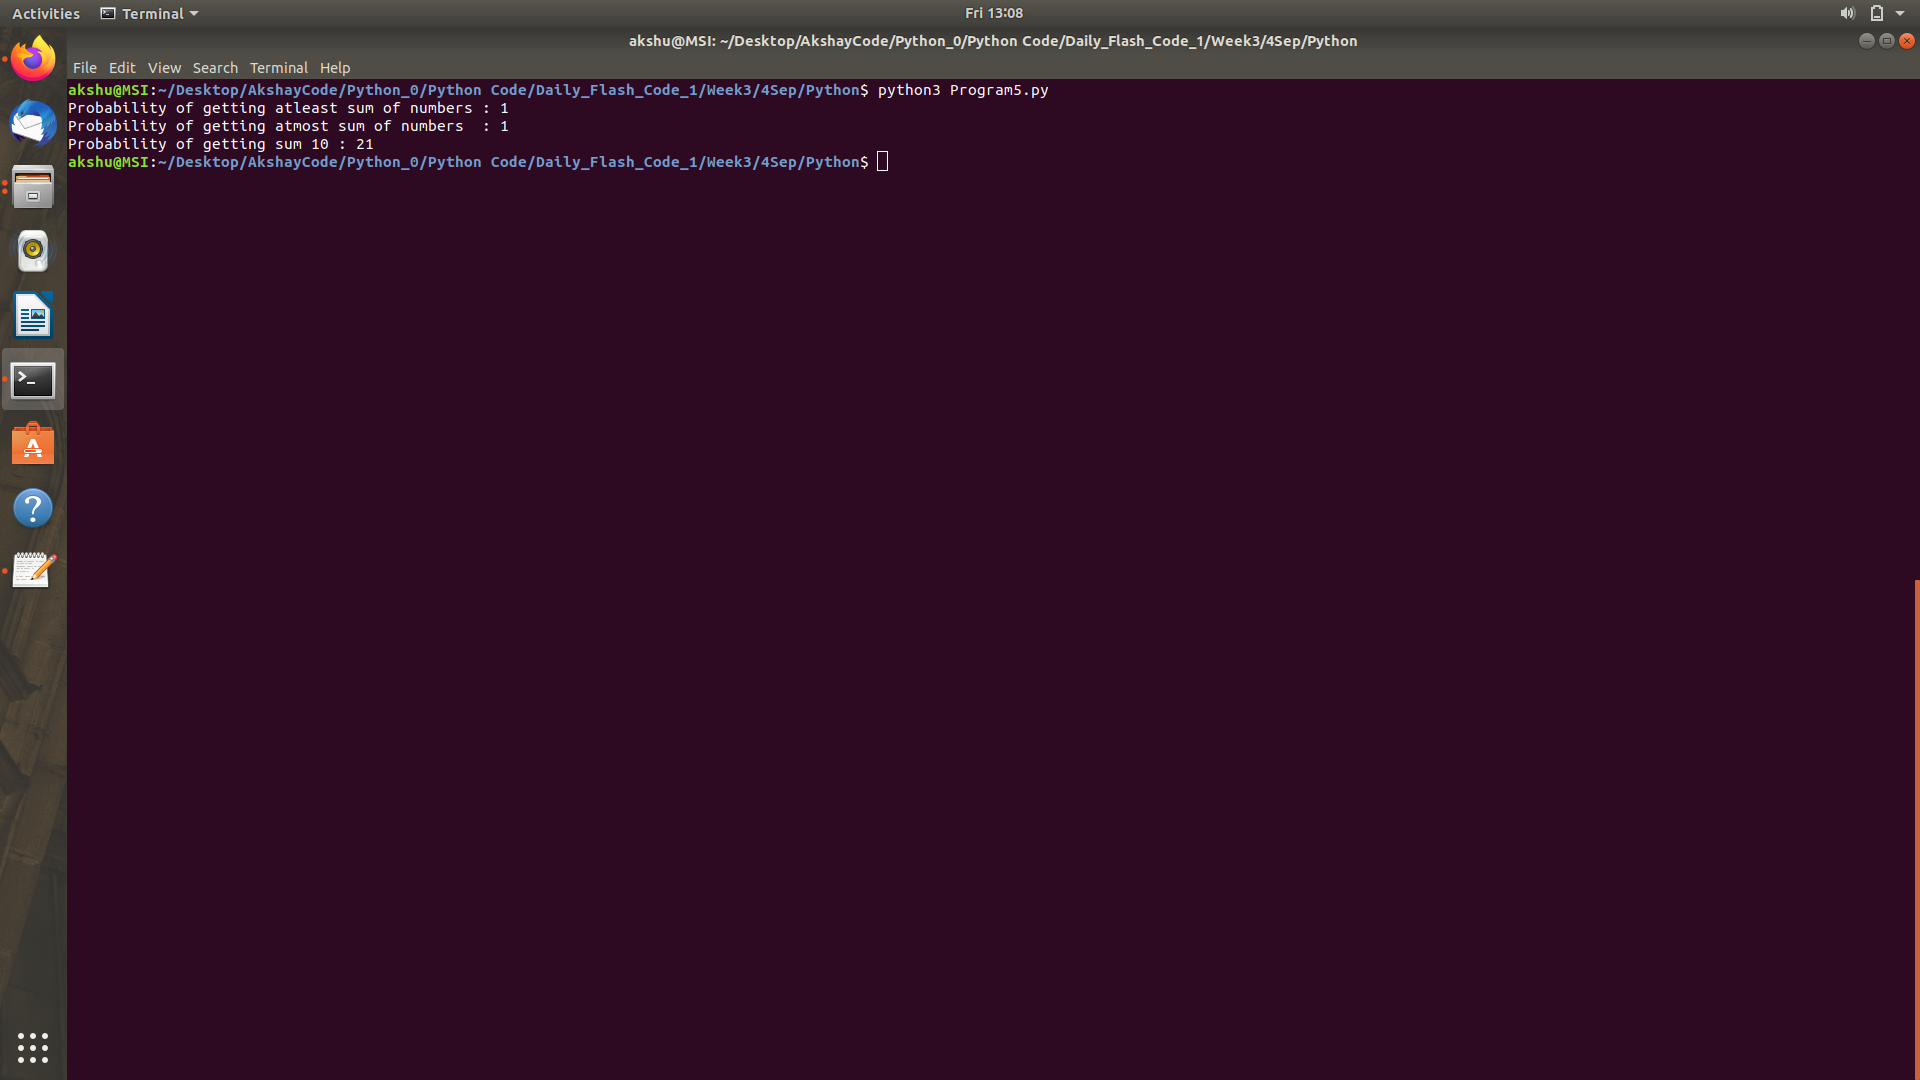 Activities Terminal Fri 13:08
akshu@MSI: ~/Desktop/AkshayCode/Python_0/Python Code/Daily_Flash_Code_1/Week3/4Sep/Python
File Edit View Search Terminal Help
akshu@MSI:~/Desktop/AkshayCode/Python_0/Python Code/Daily_Flash_Code_1/Week3/4Sep/Python$ python3 Program5.py
Probability of getting atleast sum of numbers : 1
Probability of getting atmost sum of numbers  : 1
Probability of getting sum 10 : 21
akshu@MSI:~/Desktop/AkshayCode/Python_0/Python Code/Daily_Flash_Code_1/Week3/4Sep/Python$